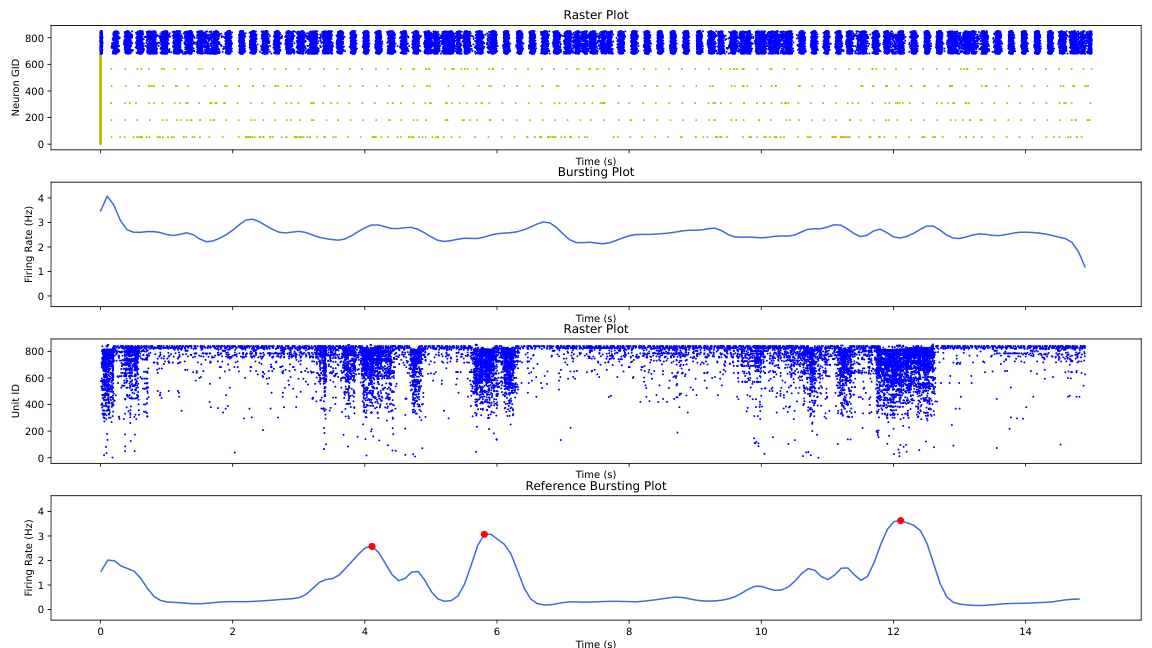 Raster Plot
Neuron GID
800
600
400
200
0
Time (s)
Bursting Plot
Firing Rate (Hz)
4
3
2
1
0
Time (s)
Raster Plot
Unit ID
800
600
400
200
0
Time (s)
Reference Bursting Plot
Firing Rate (Hz)
4
3
2
1
0
0 2 4 6 8 10 12 14
Time (s)